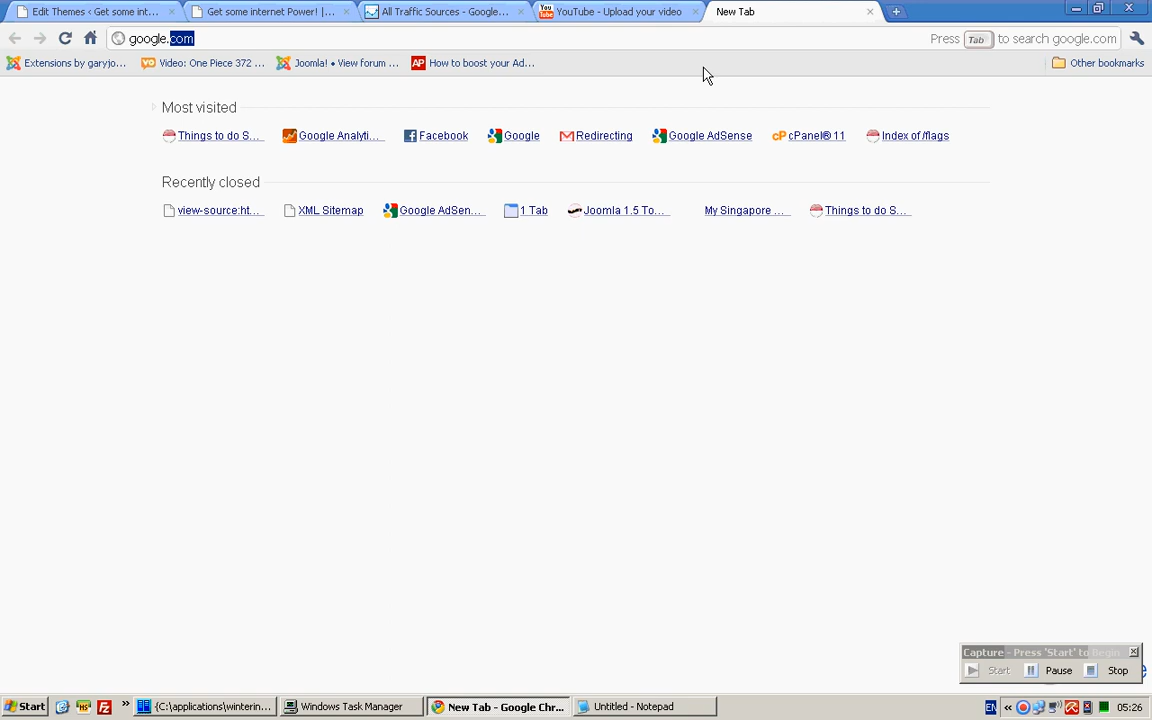 Edit Themes ‹ Get some int...
Get some internet Power! |...
All Traffic Sources - Google...
YouTube - Upload your video
New Tab
google.com
Press Tab to search google.com
Extensions by garyjo...
Video: One Piece 372 ...
Joomla! • View forum ...
AP How to boost your Ad...
Other bookmarks
Most visited
Things to do S...
Google Analyti...
Facebook
Google
Redirecting
Google AdSense
cP cPanel® 11
Index of /flags
Recently closed
view-source:ht...
XML Sitemap
Google AdSen...
1 Tab
Joomla 1.5 To...
My Singapore ...
Things to do S...
Capture - Press 'Start' to Begin
Start
Pause
Stop
Start
{C:\applications\winterin...
Windows Task Manager
New Tab - Google Chr...
Untitled - Notepad
EN
05:26